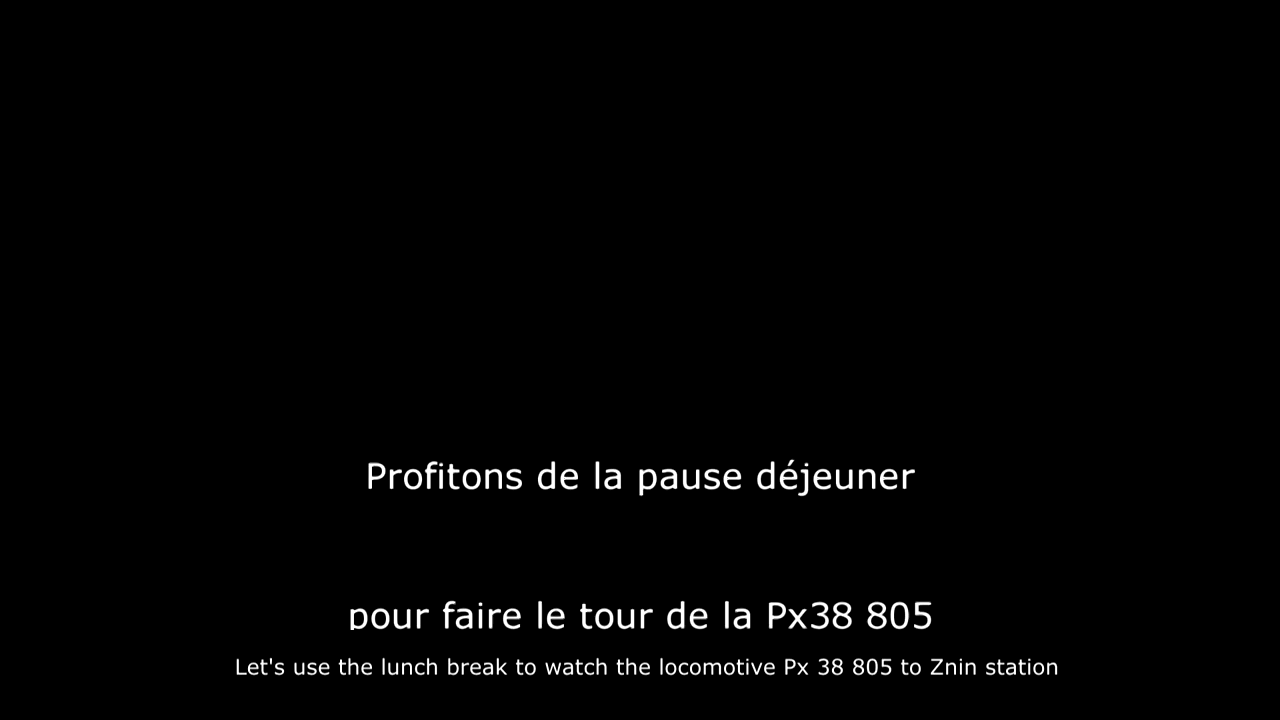 Profitons de la pause déjeuner
pour faire le tour de la Px38 805
Let's use the lunch break to watch the locomotive Px 38 805 to Znin station